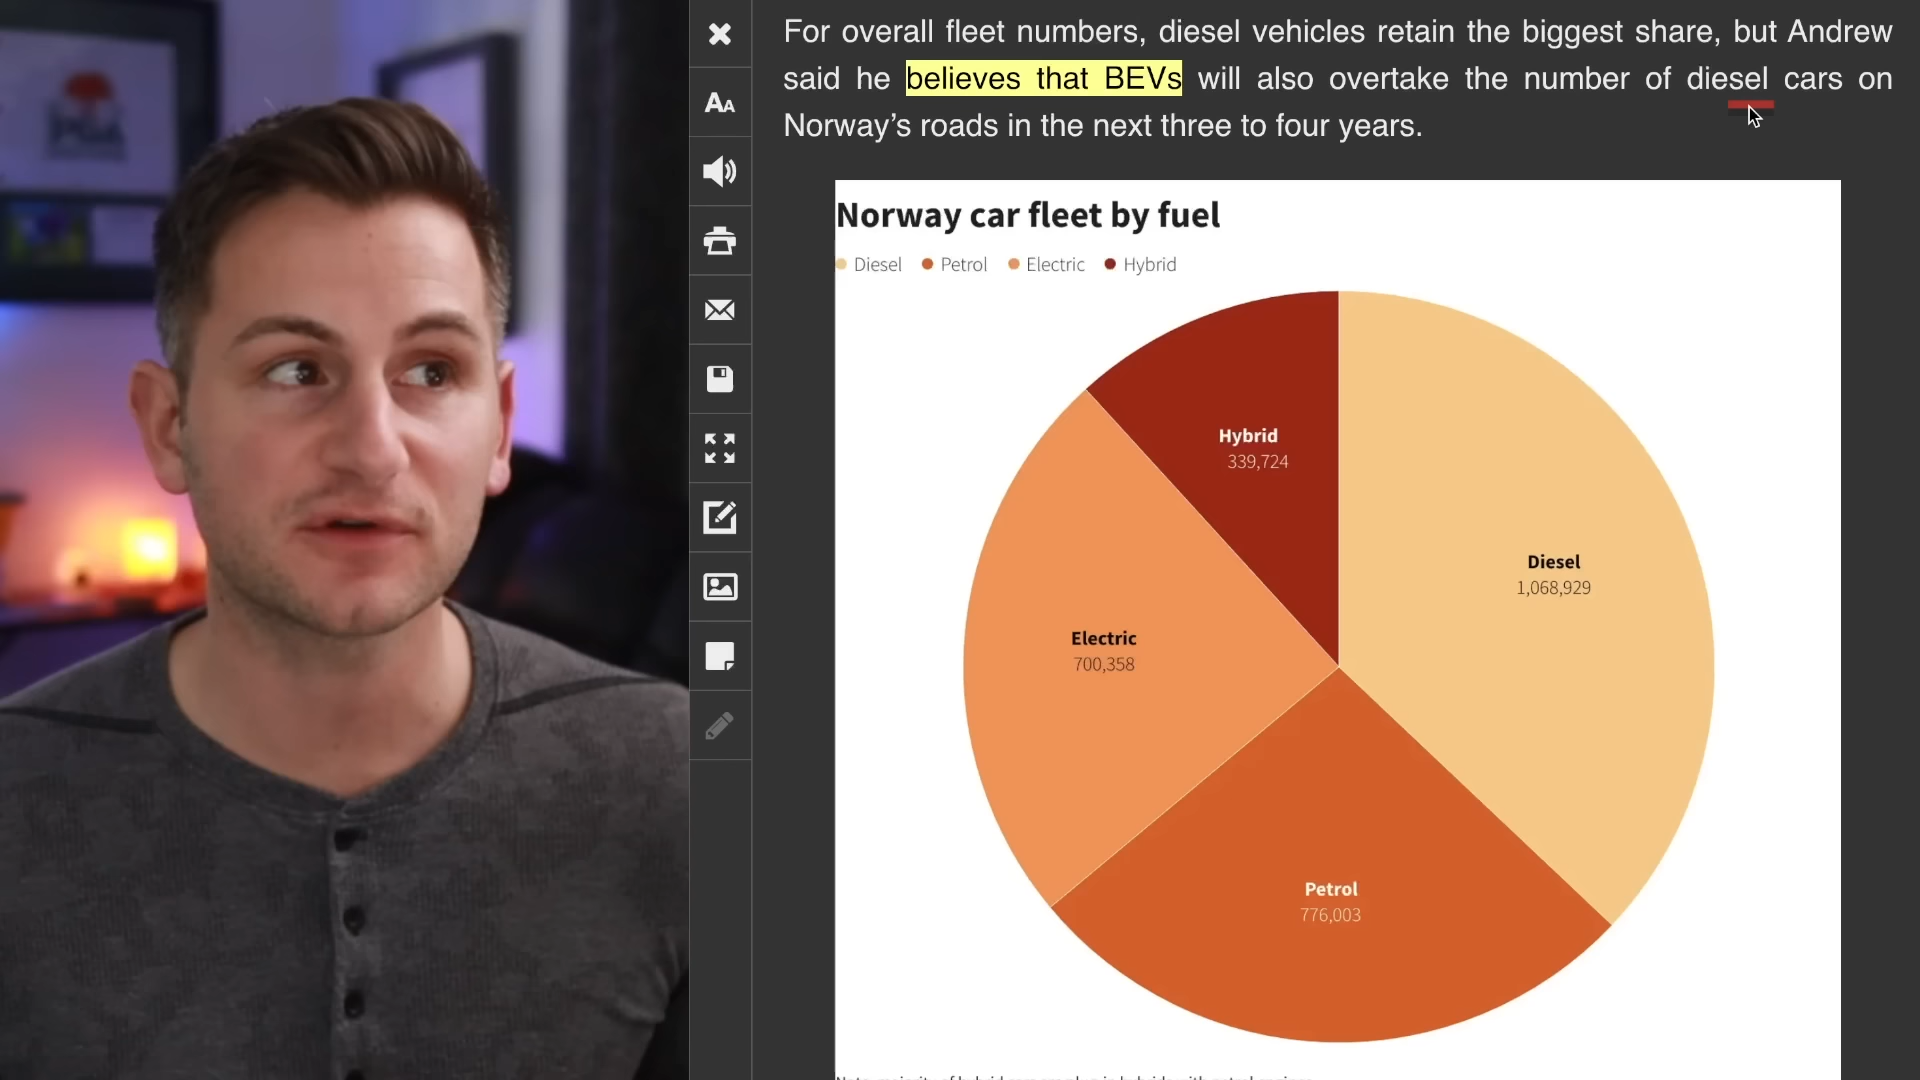 For overall fleet numbers, diesel vehicles retain the biggest share, but Andrew
said he believes that BEVs will also overtake the number of diesel cars on
Norway’s roads in the next three to four years.
Norway car fleet by fuel
Diesel Petrol Electric Hybrid
Hybrid
339,724
Diesel
1,068,929
Electric
700,358
Petrol
776,003
PGA
AA